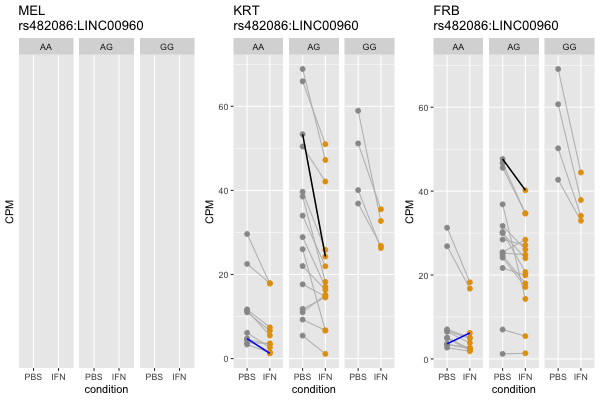 MEL
rs482086:LINC00960
AA AG GG
CPM
PBS IFN PBS IFN PBS IFN
condition
KRT
rs482086:LINC00960
AA AG GG
60
40
20
0
CPM
PBS IFN PBS IFN PBS IFN
condition
FRB
rs482086:LINC00960
AA AG GG
60
40
20
0
CPM
PBS IFN PBS IFN PBS IFN
condition